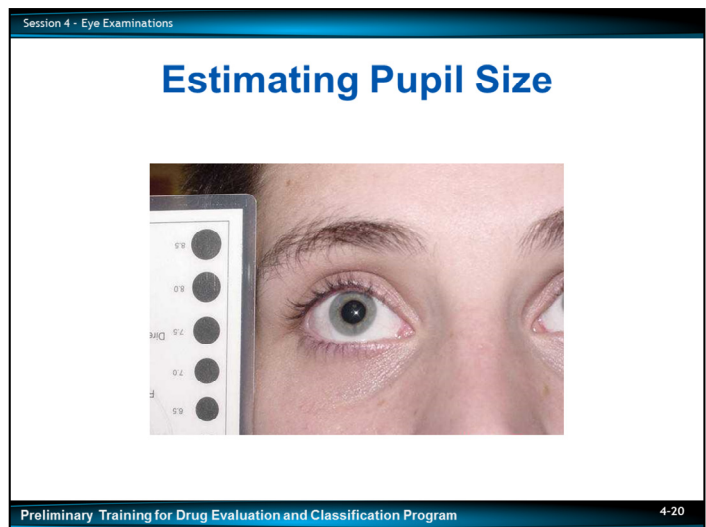 Session 4 - Eye Examinations
Estimating Pupil Size
8.5
8.0
7.5
Dire
7.0
F
6.5
Preliminary Training for Drug Evaluation and Classification Program
4-20